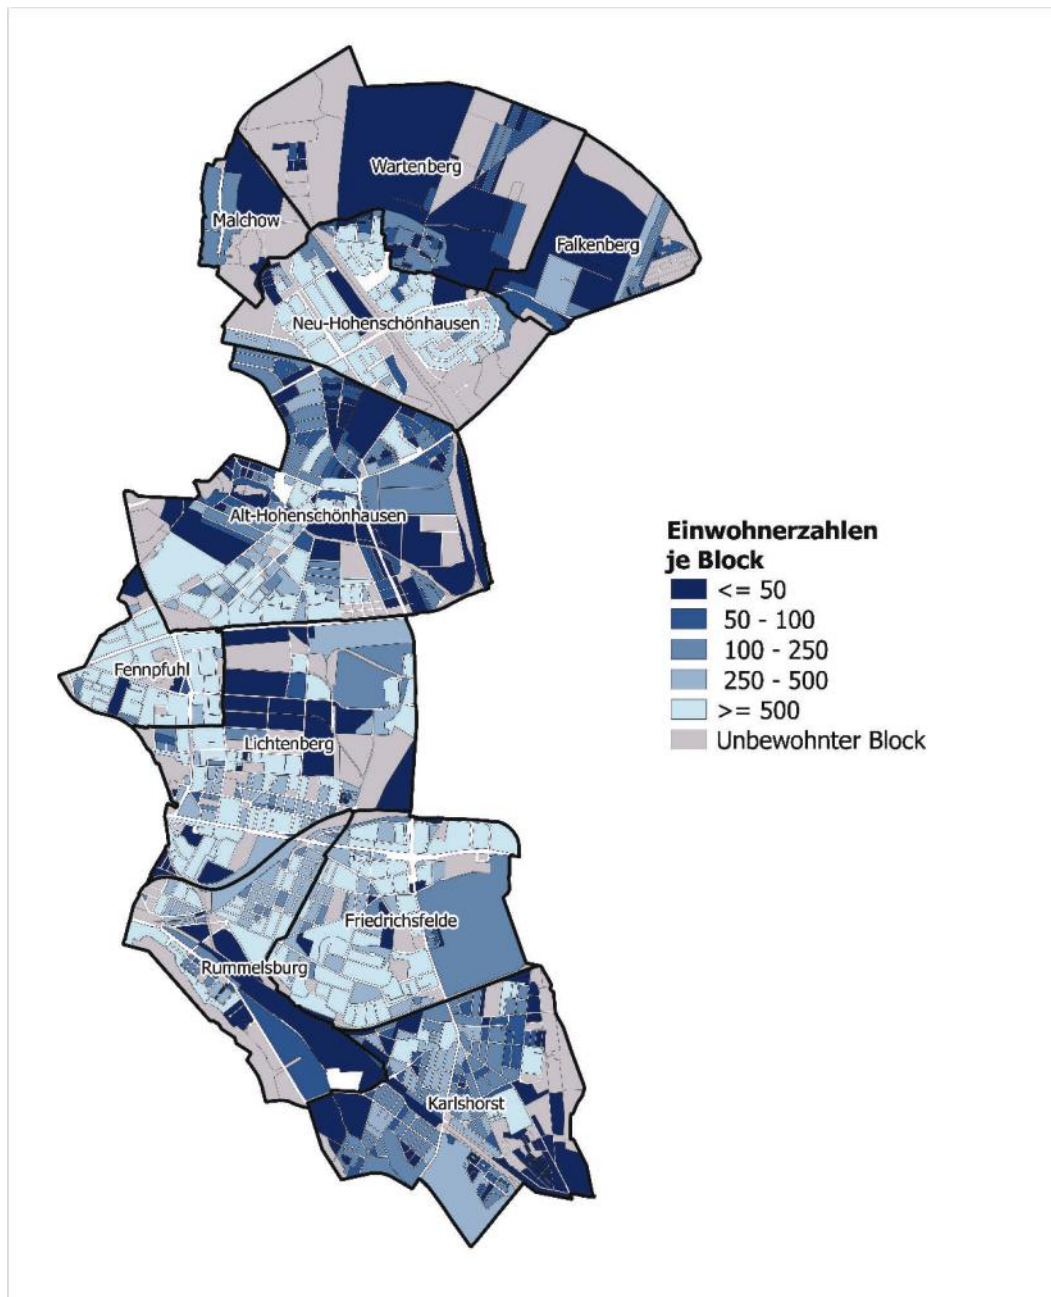 Wartenberg
Malchow
Falkenberg
Neu-Hohenschönhausen
Alt-Hohenschönhausen
Fennpfuhl
Lichtenberg
Friedrichsfelde
Rummelsburg
Karlshorst
Einwohnerzahlen
je Block
<= 50
50 - 100
100 - 250
250 - 500
>= 500
Unbewohnter Block